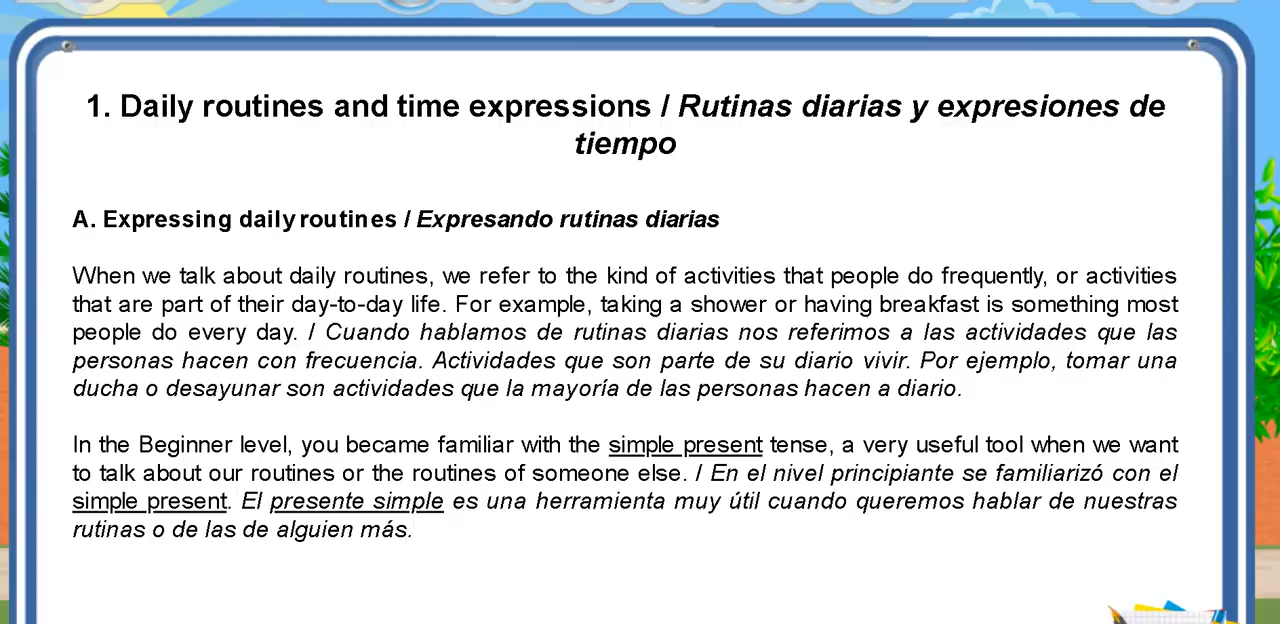 1. Daily routines and time expressions / Rutinas diarias y expresiones de
tiempo
A. Expressing daily routines / Expresando rutinas diarias
When we talk about daily routines, we refer to the kind of activities that people do frequently, or activities
that are part of their day-to-day life. For example, taking a shower or having breakfast is something most
people do every day. / Cuando hablamos de rutinas diarias nos referimos a las actividades que las
personas hacen con frecuencia. Actividades que son parte de su diario vivir. Por ejemplo, tomar una
ducha o desayunar son actividades que la mayoría de las personas hacen a diario.
In the Beginner level, you became familiar with the simple present tense, a very useful tool when we want
to talk about our routines or the routines of someone else. / En el nivel principiante se familiarizó con el
simple present. El presente simple es una herramienta muy útil cuando queremos hablar de nuestras
rutinas o de las de alguien más.